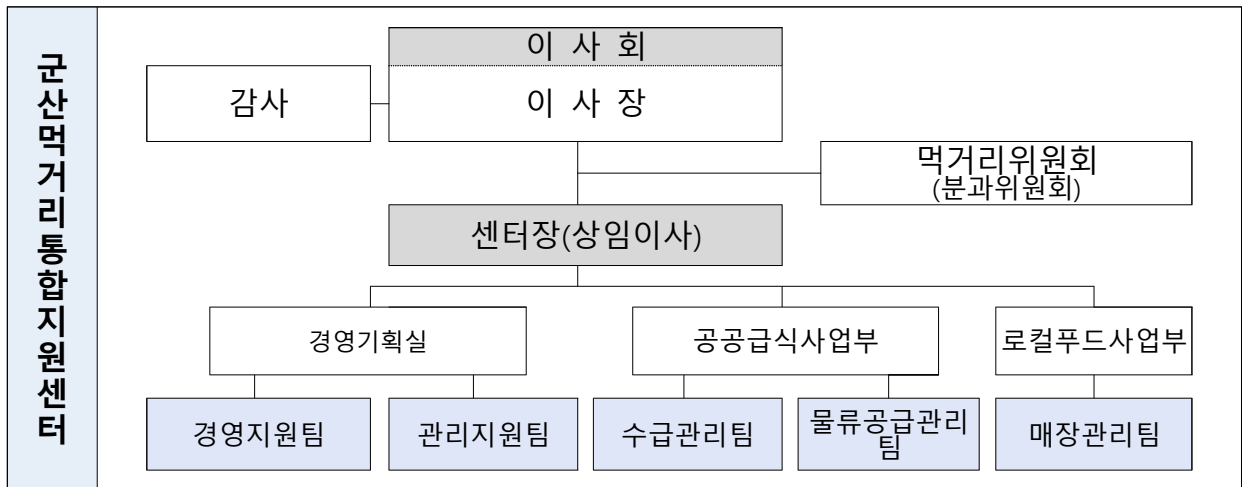 군산먹거리통합지원센터
이 사 회
감사
이 사 장
먹거리위원회
(분과위원회)
센터장(상임이사)
경영기획실
공공급식사업부
로컬푸드사업부
경영지원팀
관리지원팀
수급관리팀
물류공급관리
팀
매장관리팀